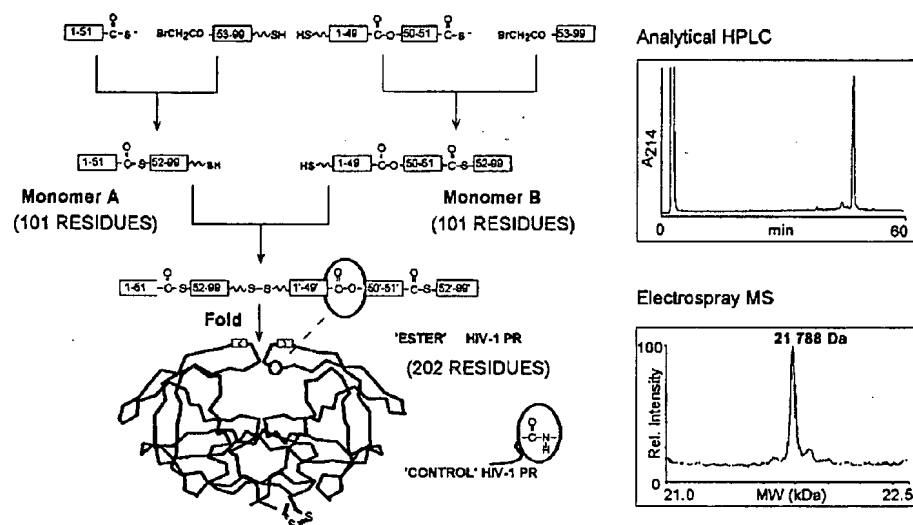 1-51 -C(O)-S⁻ BrCH₂CO- 53-99 ~SH HS~ 1-49 -C(O)-O- 50-51 -C(O)-S⁻ BrCH₂CO- 53-99
1-51 -C(O)-S- 52-99 ~SH HS~ 1-49 -C(O)-O- 50-51 -C(O)-S- 52-99
Monomer A
(101 RESIDUES)
Monomer B
(101 RESIDUES)
1-51 -C(O)-S- 52-99 ~S-S~ 1'-49' -C(O)-O- 50'-51' -C(O)-S- 52'-99'
Fold
'ESTER' HIV-1 PR
(202 RESIDUES)
O
-C-N-
H
'CONTROL' HIV-1 PR
S-S
Analytical HPLC
A214
0
min
60
Electrospray MS
21 788 Da
100
Rel. Intensity
0
21.0
MW (kDa)
22.5